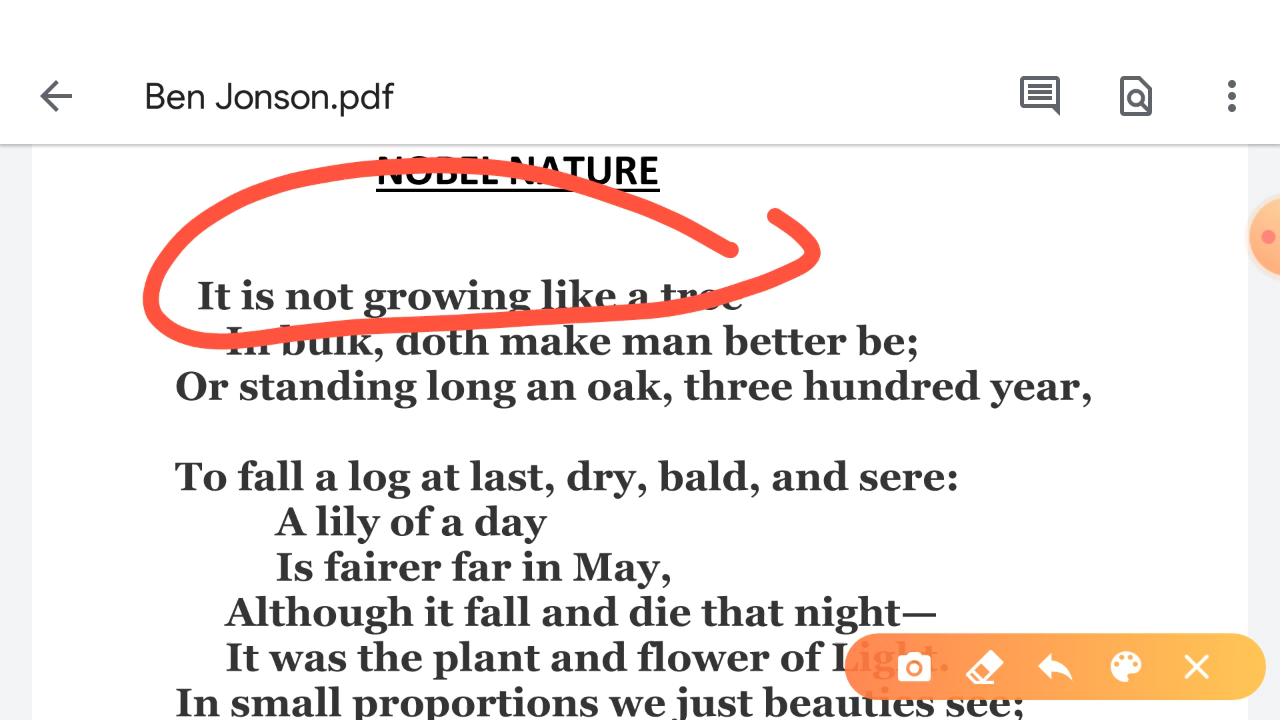 Ben Jonson.pdf
NOBEL NATURE
It is not growing like a tree
In bulk, doth make man better be;
Or standing long an oak, three hundred year,
To fall a log at last, dry, bald, and sere:
A lily of a day
Is fairer far in May,
Although it fall and die that night—
It was the plant and flower of Light.
In small proportions we just beauties see;